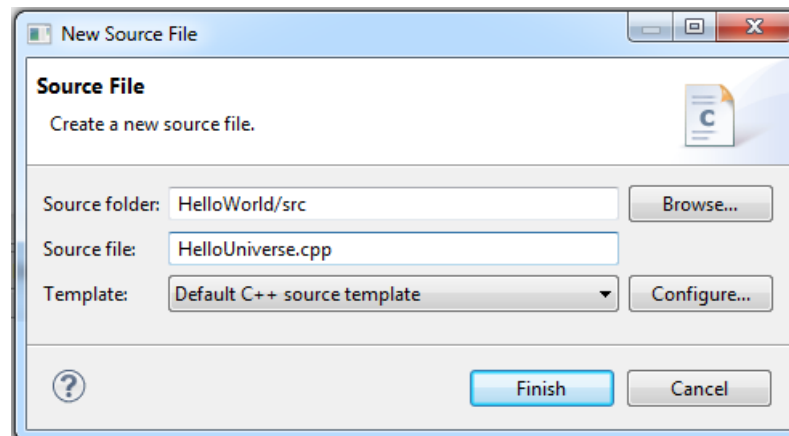 New Source File
Source File
Create a new source file.
C
Source folder: HelloWorld/src Browse...
Source file: HelloUniverse.cpp
Template: Default C++ source template Configure...
? Finish Cancel